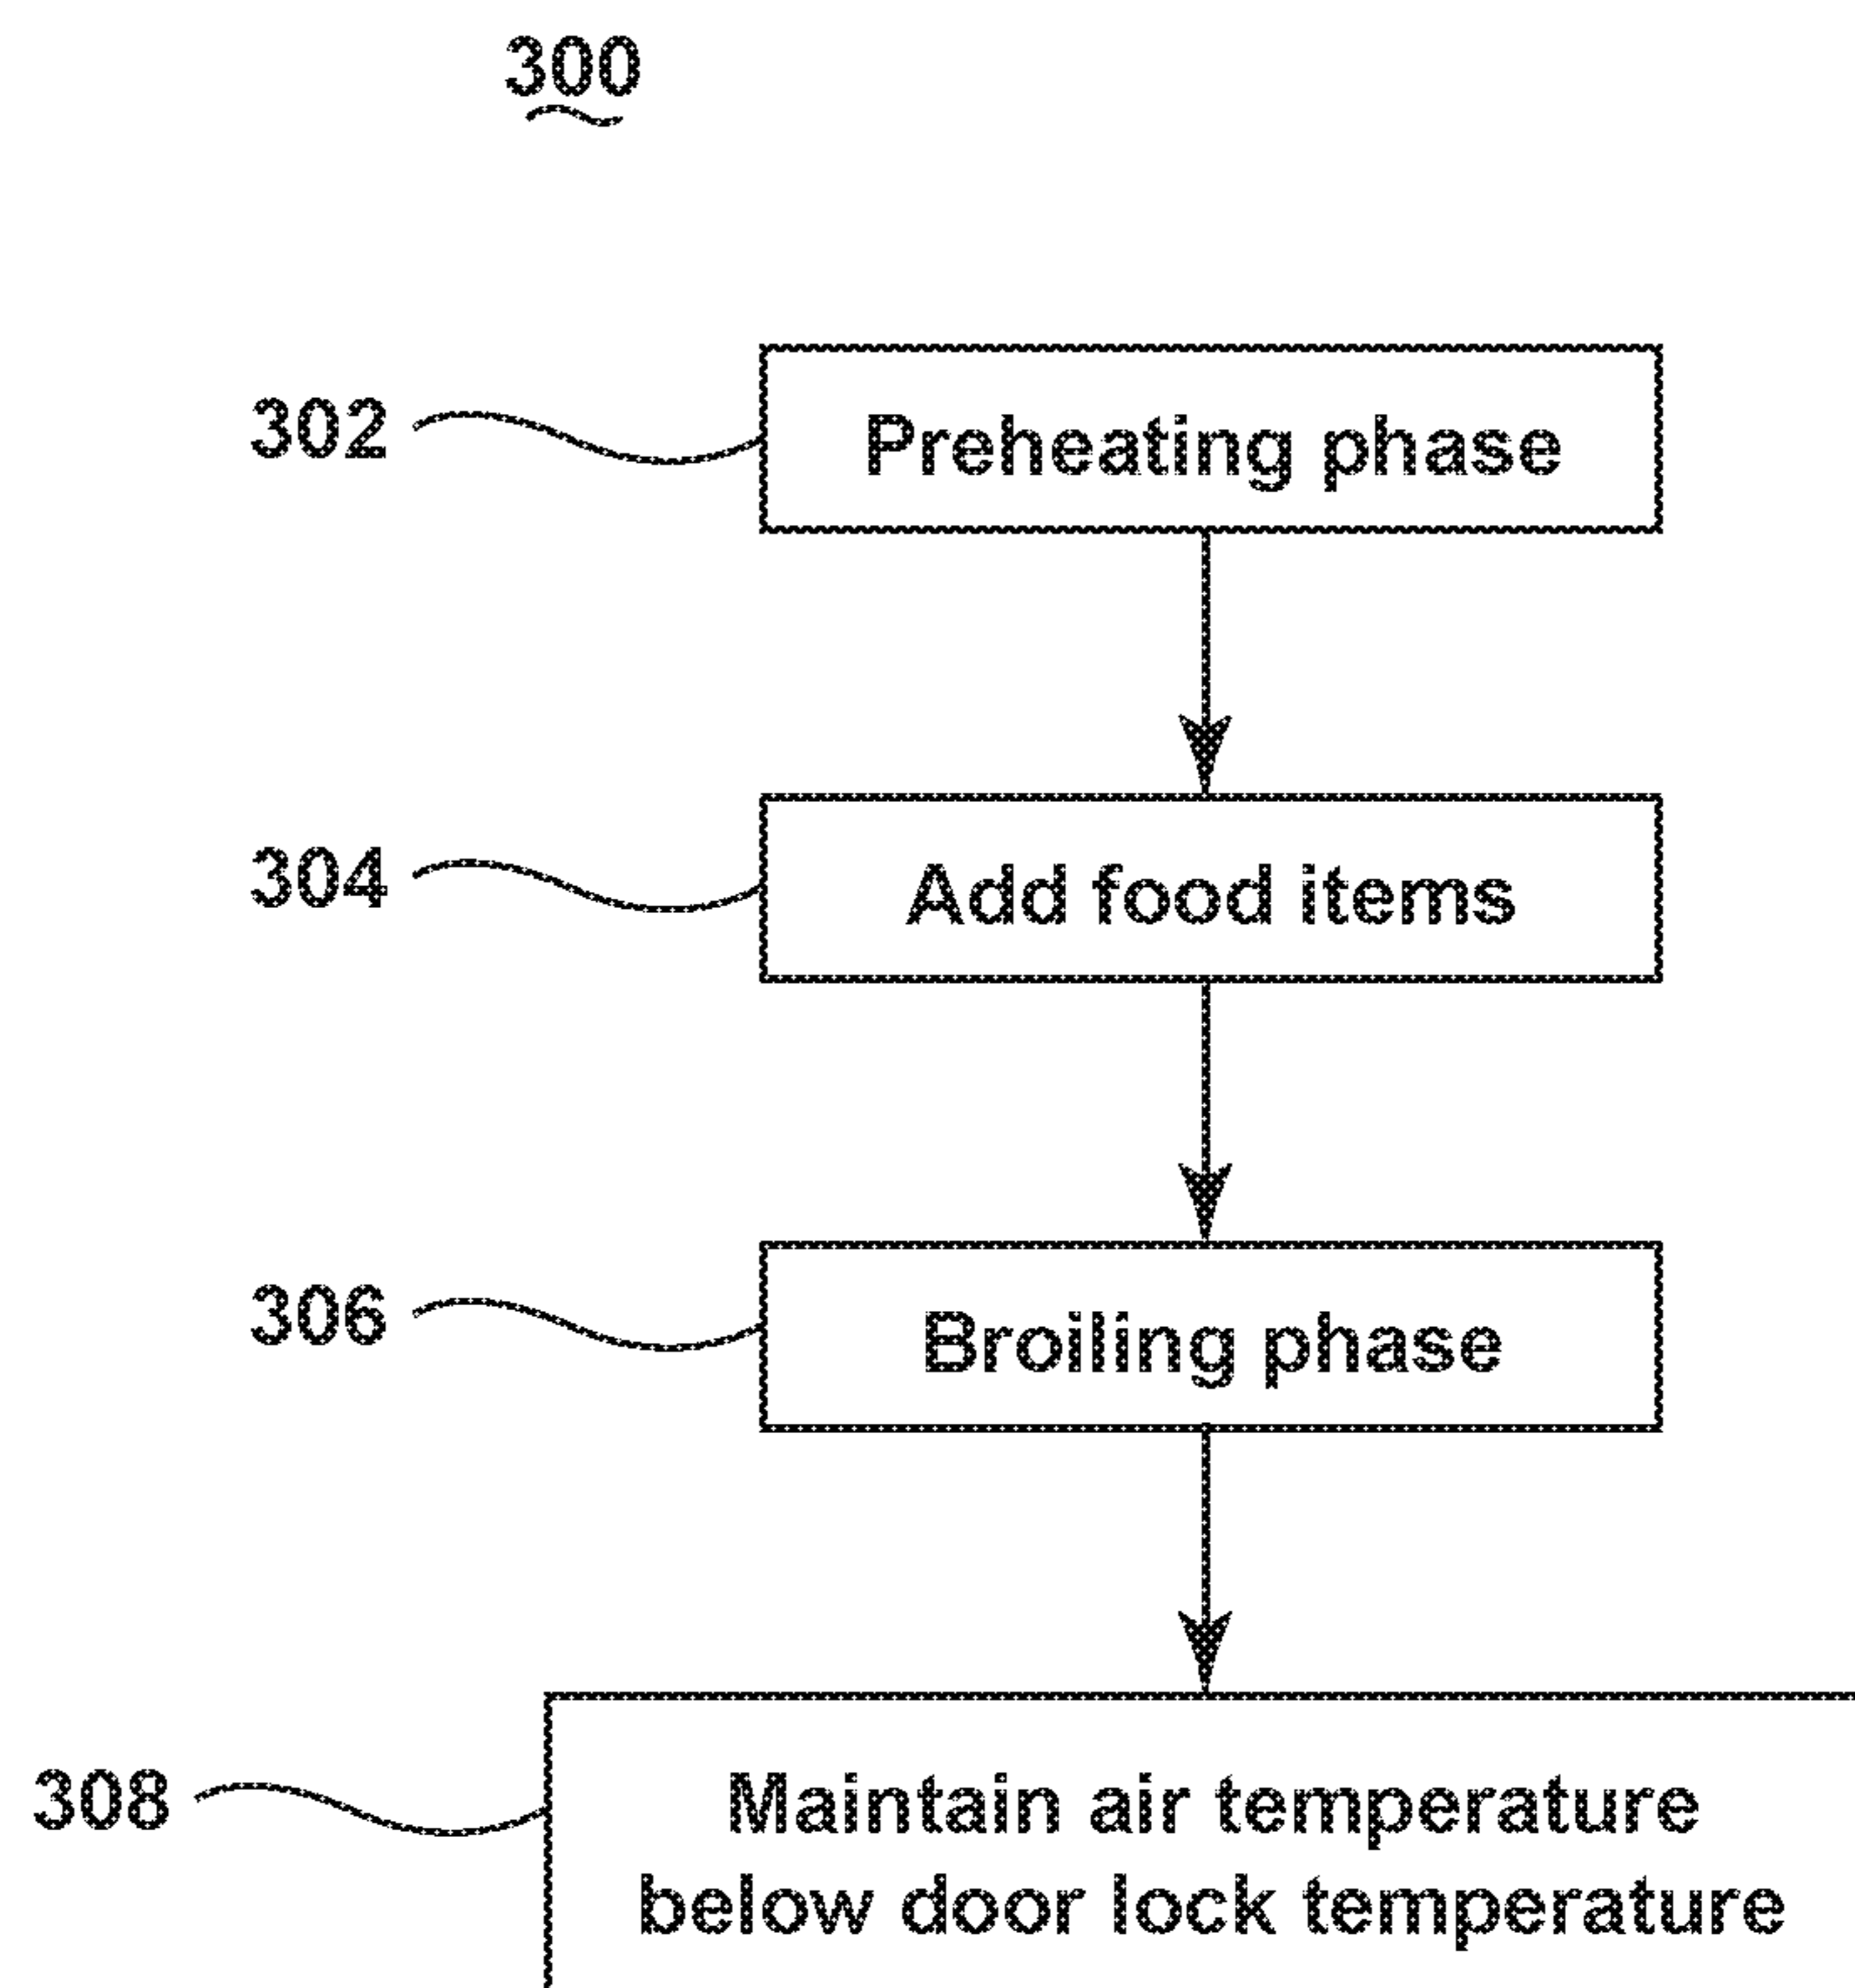 300
302
Preheating phase
304
Add food items
306
Broiling phase
308
Maintain air temperature
below door lock temperature